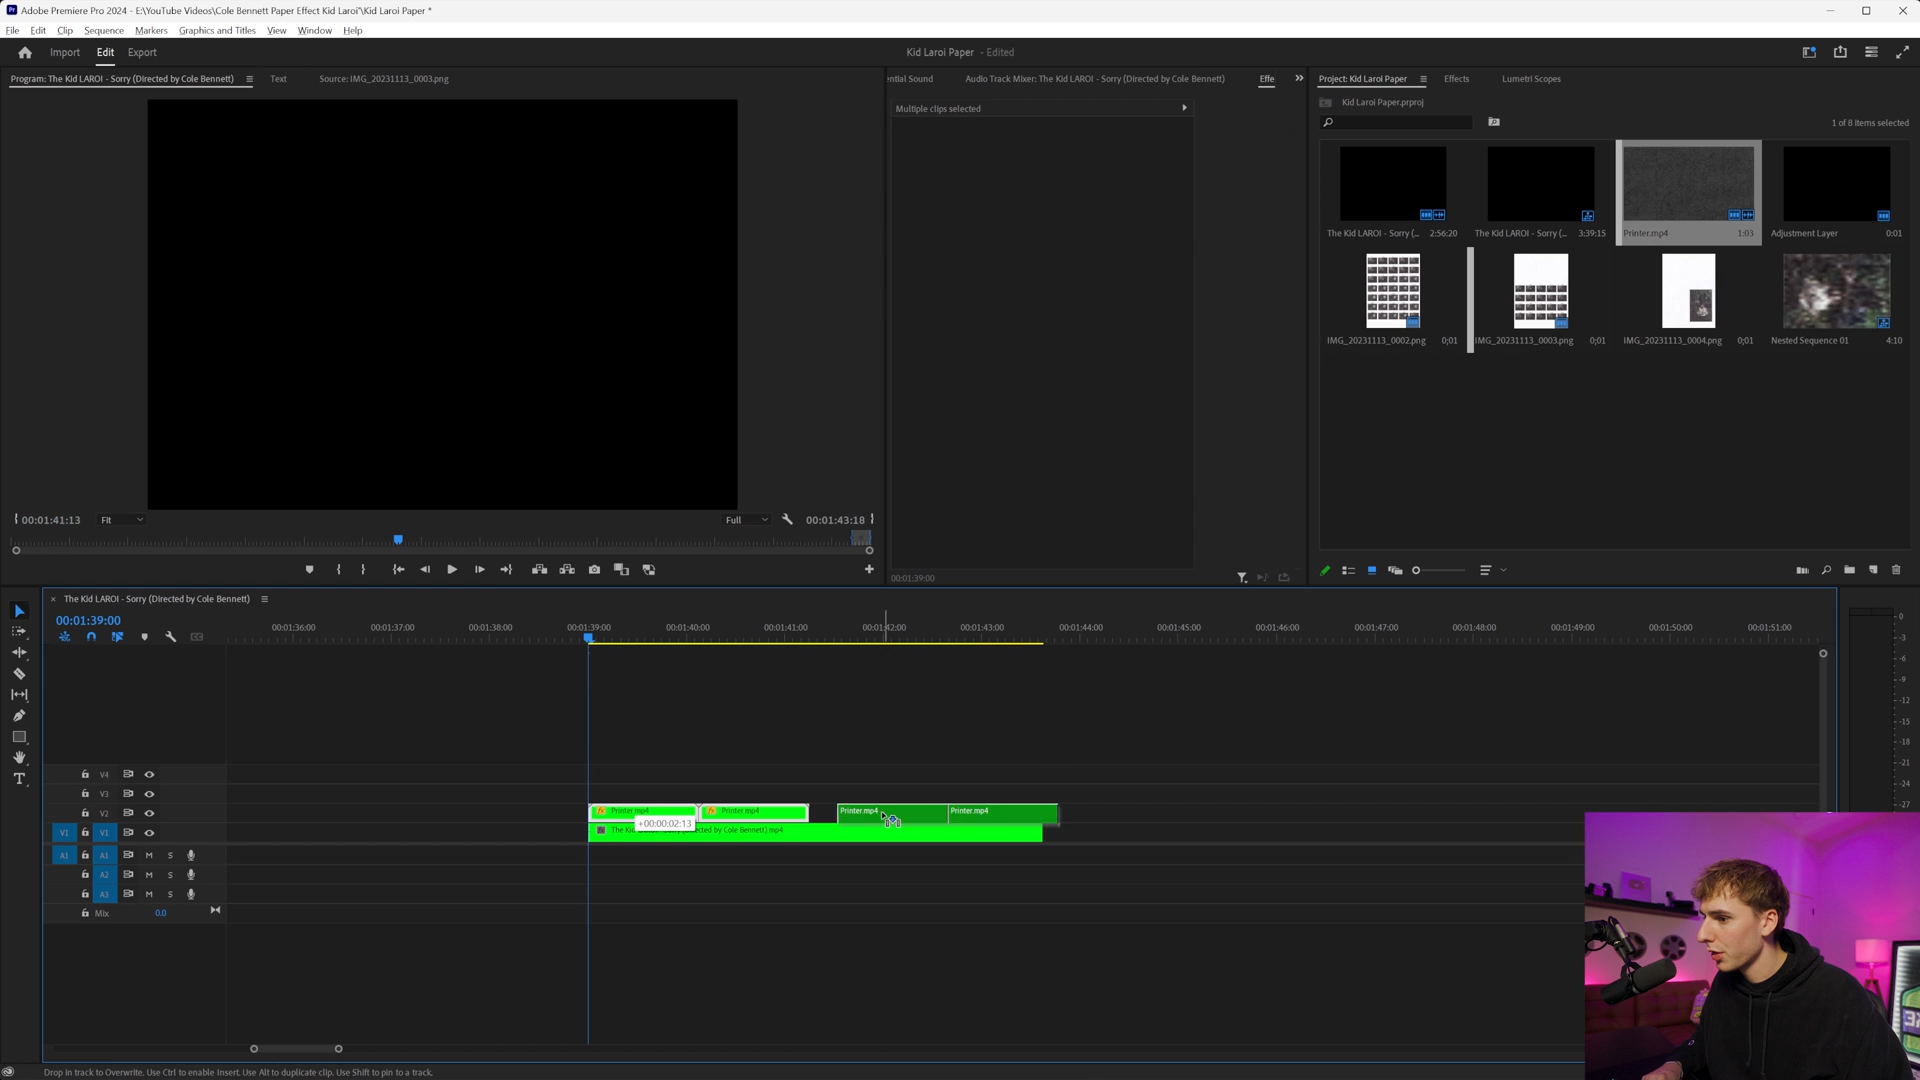 Adobe Premiere Pro 2024 - E:\YouTube Videos\Cole Bennett Paper Effect Kid Laroi'\Kid Laroi Paper *
File Edit Clip Sequence Markers Graphics and Titles View Window Help
Import Edit Export
Kid Laroi Paper - Edited
Program: The Kid LAROI - Sorry (Directed by Cole Bennett) Text Source: IMG_20231113_0003.png
ential Sound Audio Track Mixer: The Kid LAROI - Sorry (Directed by Cole Bennett) Effe
Project: Kid Laroi Paper Effects Lumetri Scopes
Multiple clips selected
Kid Laroi Paper.prproj
1 of 8 items selected
The Kid LAROI - Sorry (... 2:56:20 The Kid LAROI - Sorry (... 3:39:15 Printer.mp4 1:03 Adjustment Layer 0:01
IMG_20231113_0002.png 0;01 IMG_20231113_0003.png 0;01 IMG_20231113_0004.png 0;01 Nested Sequence 01 4:10
00:01:41:13 Fit Full 00:01:43:18
00:01:39:00
The Kid LAROI - Sorry (Directed by Cole Bennett)
00:01:39:00
00:01:36:00 00:01:37:00 00:01:38:00 00:01:39:00 00:01:40:00 00:01:41:00 00:01:42:00 00:01:43:00 00:01:44:00 00:01:45:00 00:01:46:00 00:01:47:00 00:01:48:00 00:01:49:00 00:01:50:00 00:01:51:00
0
-3
-6
-9
-12
-15
-18
-21
-24
-27
V4
V3
V2 Printer.mp4 Printer.mp4 Printer.mp4 Printer.mp4
+00:00:02:13
V1 V1 The Kid LAROI - Sorry (Directed by Cole Bennett).mp4
A1 A1 M S
A2 M S
A3 M S
Mix 0.0
Drop in track to Overwrite. Use Ctrl to enable Insert. Use Alt to duplicate clip. Use Shift to pin to a track.